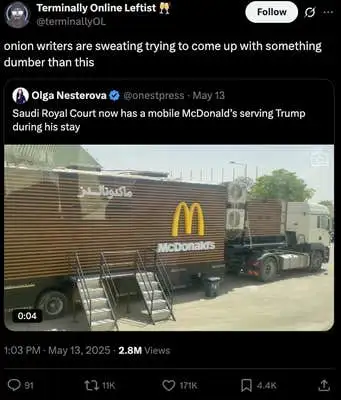 Terminally Online Leftist
@terminallyOL
Follow
onion writers are sweating trying to come up with something
dumber than this
Olga Nesterova @onestpress · May 13
Saudi Royal Court now has a mobile McDonald's serving Trump
during his stay
ماكدونالدز
McDonald's
0:04
1:03 PM · May 13, 2025 · 2.8M Views
91
11K
171K
4.4K